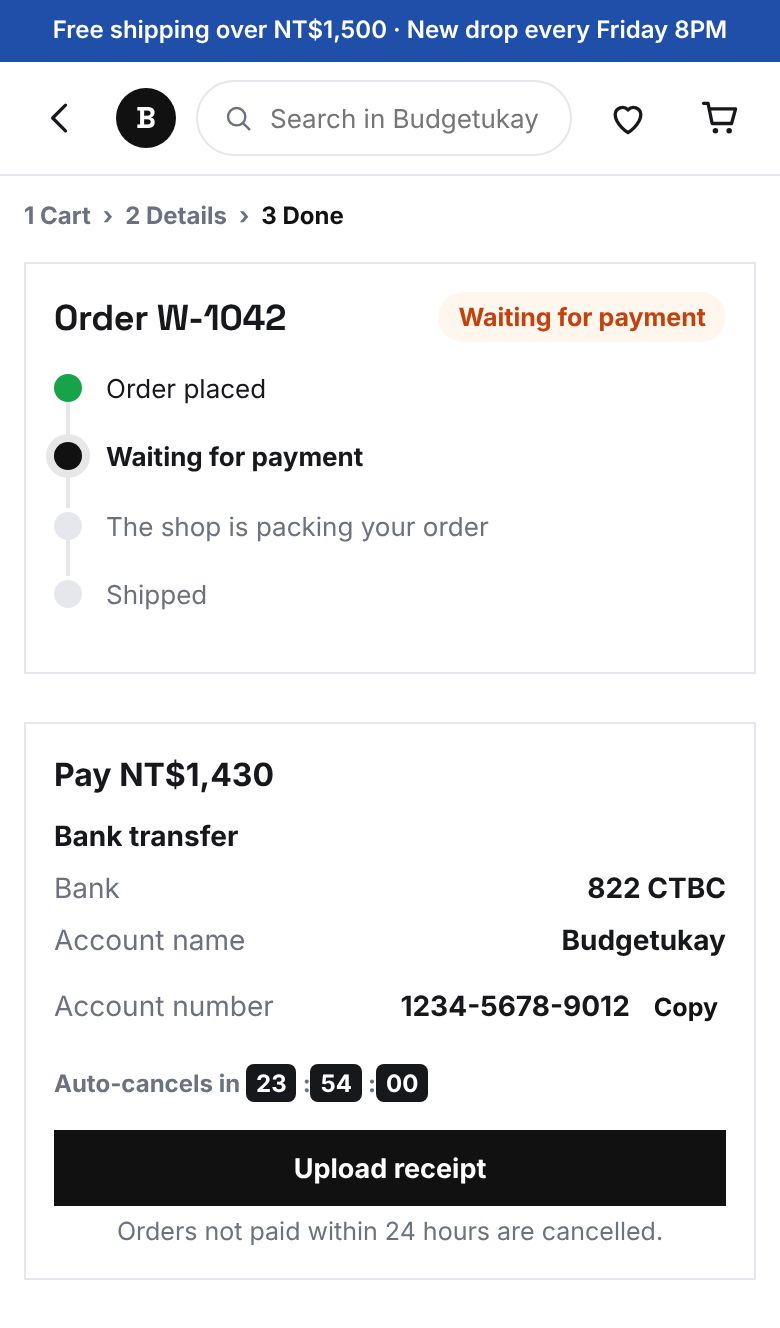 Free shipping over NT$1,500 · New drop every Friday 8PM
B
Search in Budgetukay
1 Cart › 2 Details › 3 Done
Order W-1042
Waiting for payment
Order placed
Waiting for payment
The shop is packing your order
Shipped
Pay NT$1,430
Bank transfer
Bank 822 CTBC
Account name Budgetukay
Account number 1234-5678-9012 Copy
Auto-cancels in 23 : 54 : 00
Upload receipt
Orders not paid within 24 hours are cancelled.